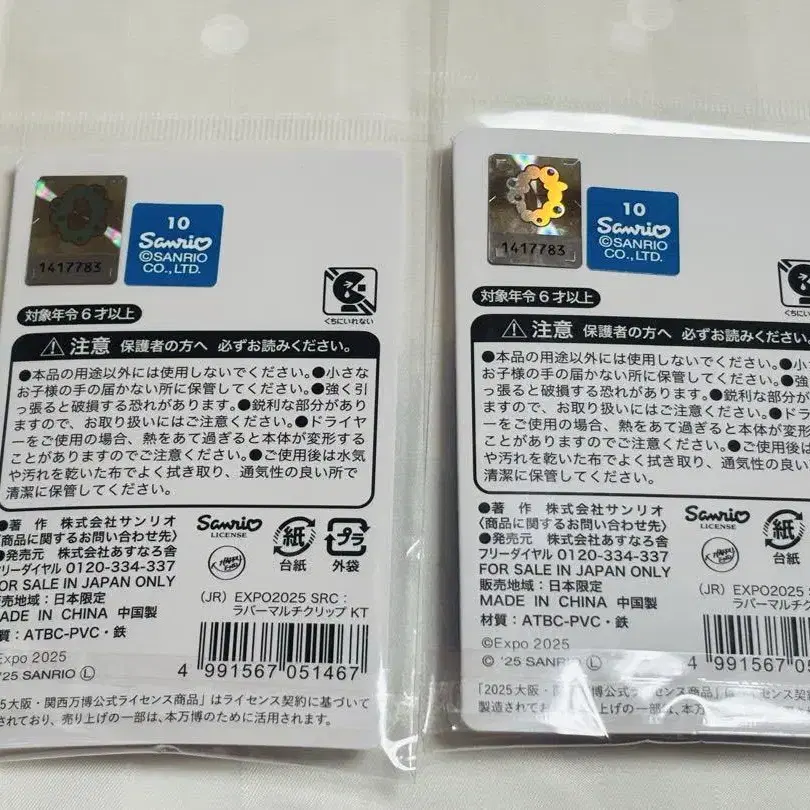 1417783
10
Sanrio
©SANRIO
CO., LTD.
くちにいれない
対象年令6才以上
⚠注意 保護者の方へ 必ずお読みください。
●本品の用途以外には使用しないでください。●小さな
お子様の手の届かない所に保管してください。●強く引
っ張ると破損する恐れがあります。●鋭利な部分があり
ますので、お取り扱いにはご注意ください。●ドライヤ
ーをご使用の場合、熱をあて過ぎると本体が変形する
ことがありますのでご注意ください。●ご使用後は水気
や汚れを乾いた布でよく拭き取り、通気性の良い所で
清潔に保管してください。
●著 作 株式会社サンリオ
〈商品に関するお問い合わせ先〉
●発売元 株式会社あすなろ舎
フリーダイヤル 0120-334-337
FOR SALE IN JAPAN ONLY
販売地域：日本限定
MADE IN CHINA 中国製
材質：ATBC-PVC・鉄
Expo 2025
'25 SANRIO Ⓛ
Sanrio
LICENSE
紙
台紙
プラ
外袋
(JR) EXPO2025 SRC：
ラバーマルチクリップ KT
4 991567 051467
5大阪・関西万博公式ライセンス商品」はライセンス契約に基づいて
されており、売り上げの一部は、本万博のために活用されます。
1417783
10
Sanrio
©SANRIO
CO., LTD.
くちにいれ
対象年令6才以上
⚠注意 保護者の方へ 必ずお読みください
●本品の用途以外には使用しないでください。●小
お子様の手の届かない所に保管してください。●強
っ張ると破損する恐れがあります。●鋭利な部分が
ますので、お取り扱いにはご注意ください。●ドラ
ーをご使用の場合、熱をあて過ぎると本体が変形
ことがありますのでご注意ください。●ご使用後は
や汚れを乾いた布でよく拭き取り、通気性の良い
清潔に保管してください。
●著 作 株式会社サンリオ
〈商品に関するお問い合わせ先〉
●発売元 株式会社あすなろ舎
フリーダイヤル 0120-334-337
FOR SALE IN JAPAN ONLY
販売地域：日本限定
MADE IN CHINA 中国製
材質：ATBC-PVC・鉄
©Expo 2025
© '25 SANRIO Ⓛ
Sanrio
LICENSE
紙
台紙
(JR) EXPO2025
ラバーマルチク
4 991567 05
「2025大阪・関西万博公式ライセンス商品」は
製造されており、売り上げの一部は、本万博のため